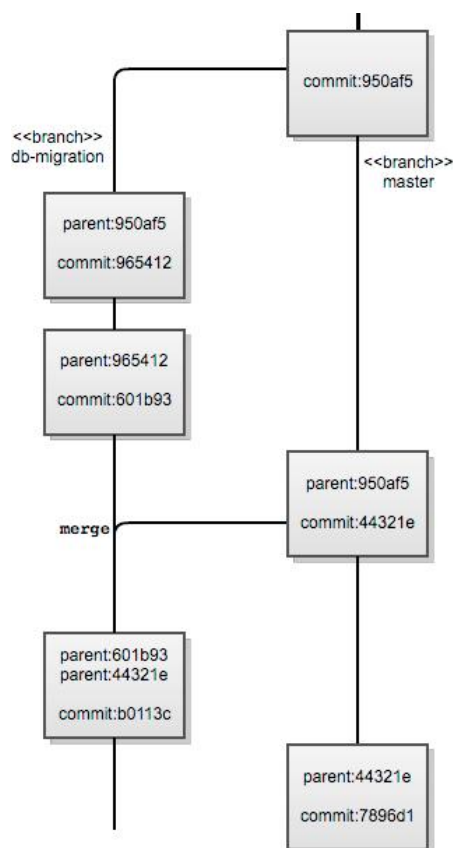 commit:950af5
<<branch>>
db-migration
<<branch>>
master
parent:950af5
commit:965412
parent:965412
commit:601b93
parent:950af5
commit:44321e
merge
parent:601b93
parent:44321e
commit:b0113c
parent:44321e
commit:7896d1